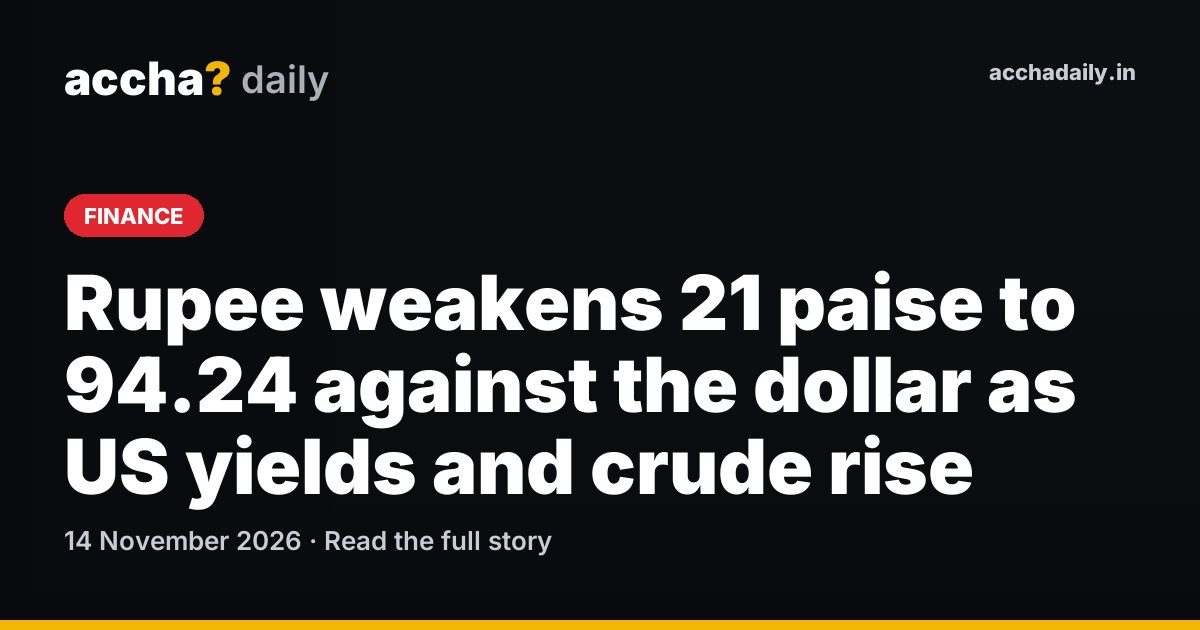 accha? daily
acchadaily.in
FINANCE
Rupee weakens 21 paise to
94.24 against the dollar as
US yields and crude rise
14 November 2026 · Read the full story